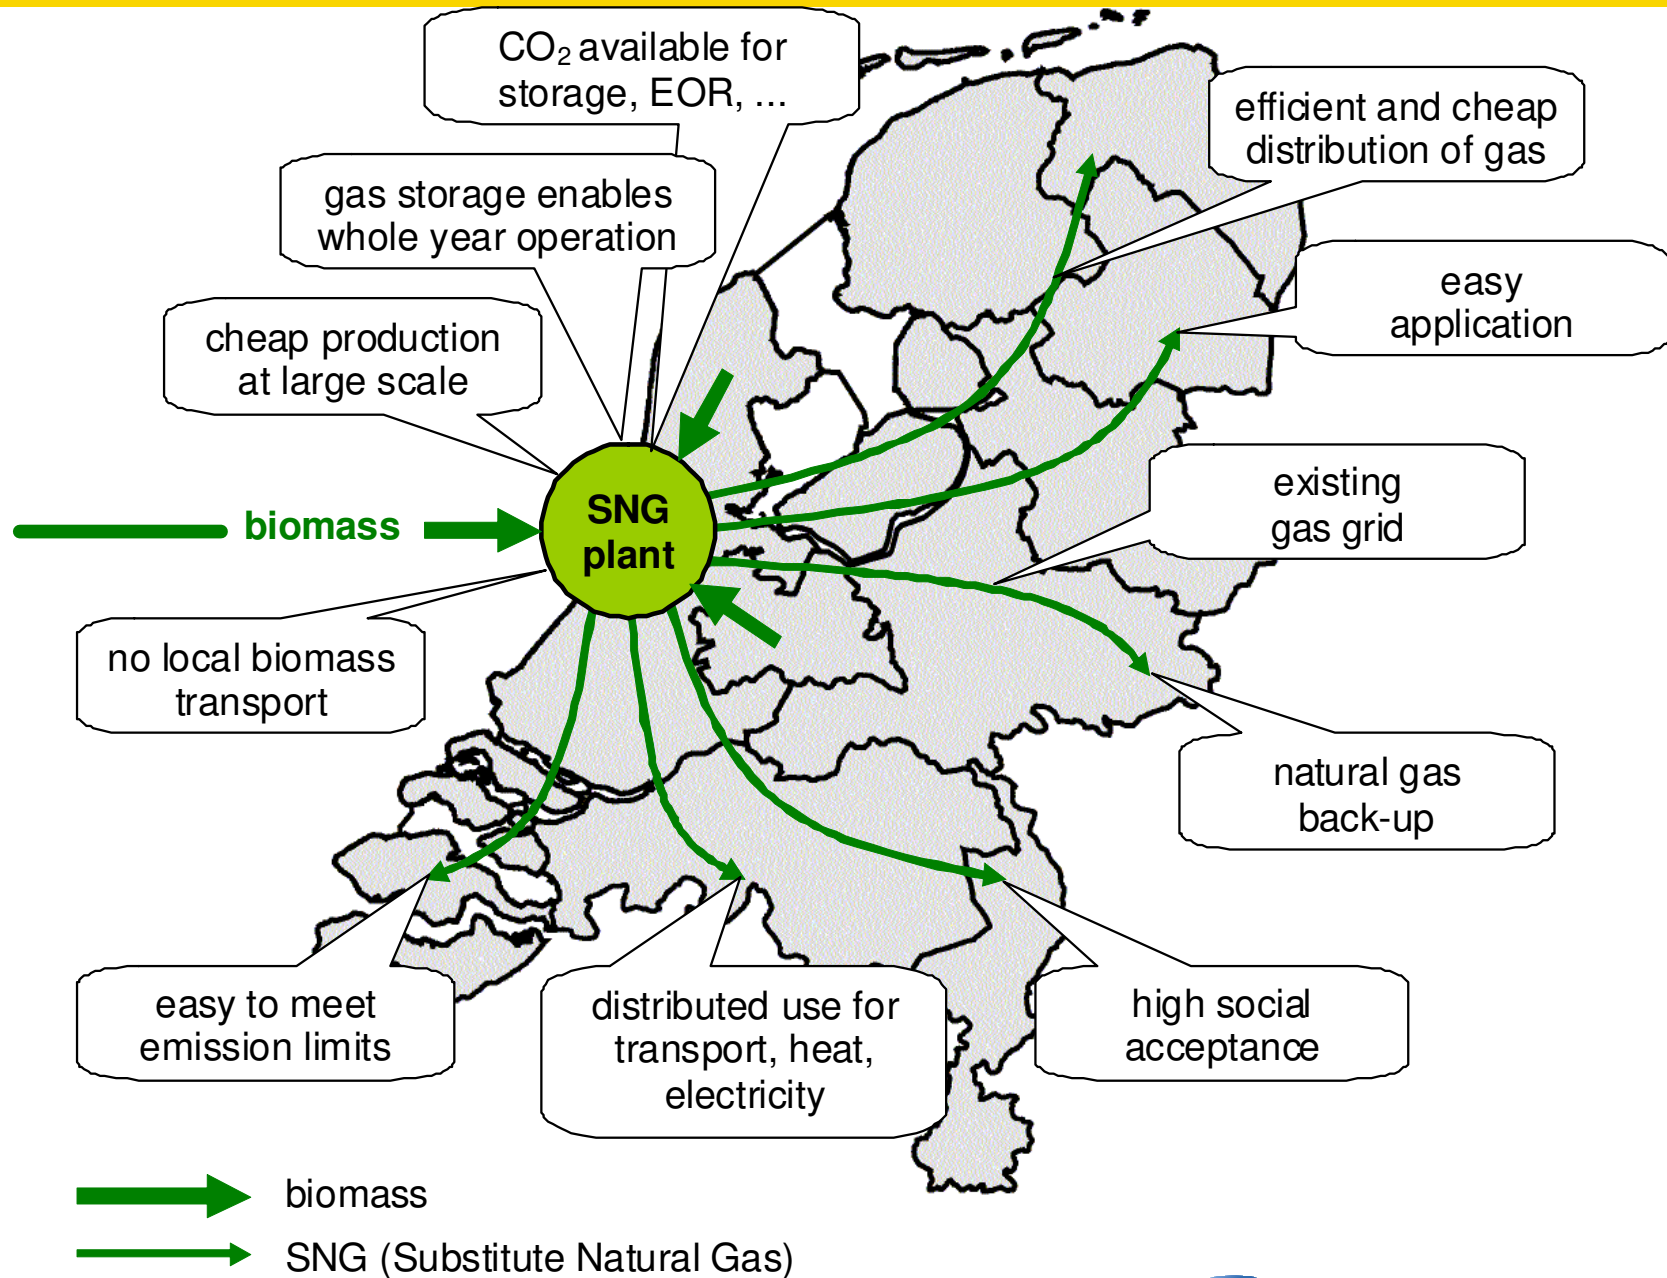 CO₂ available for
storage, EOR, ...
efficient and cheap
distribution of gas
gas storage enables
whole year operation
easy
application
cheap production
at large scale
existing
gas grid
SNG
plant
biomass
no local biomass
transport
natural gas
back-up
easy to meet
emission limits
distributed use for
transport, heat,
electricity
high social
acceptance
biomass
SNG (Substitute Natural Gas)